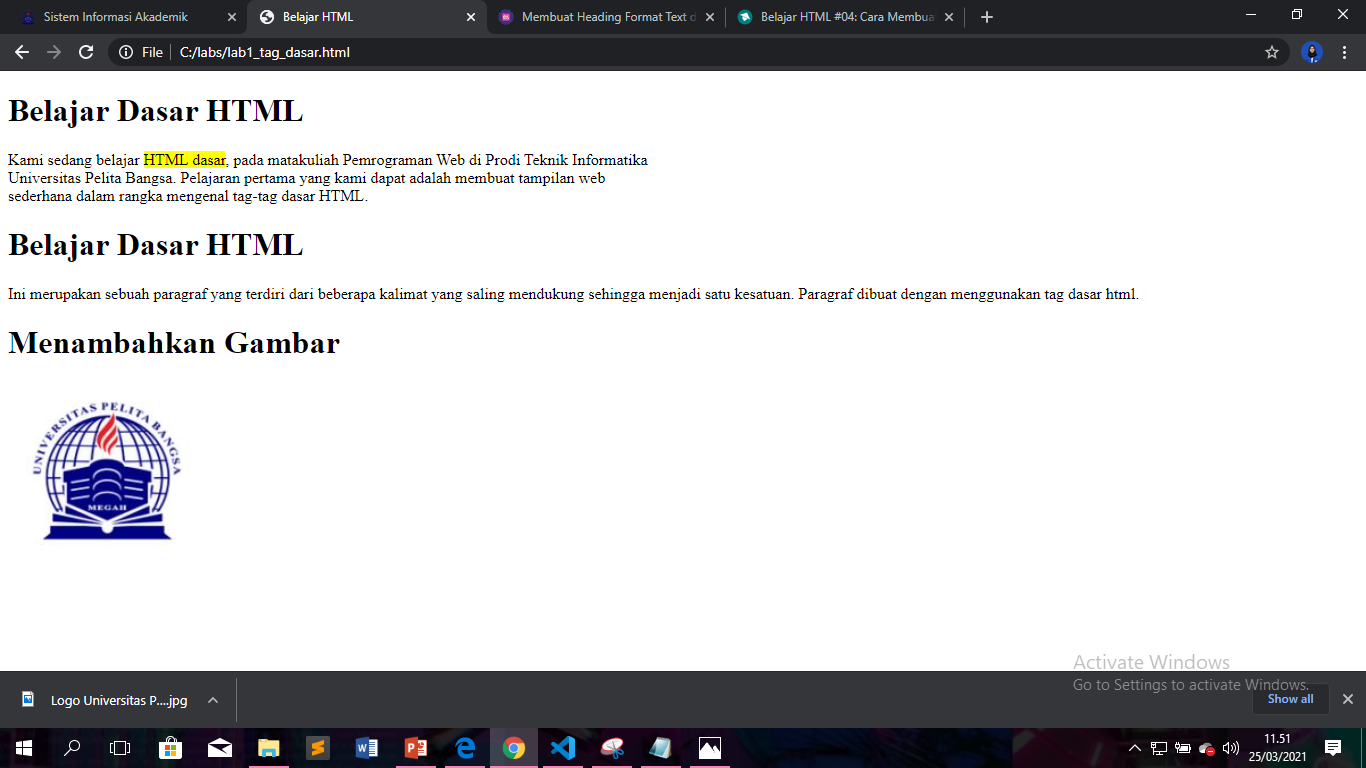 Sistem Informasi Akademik
Belajar HTML
Membuat Heading Format Text d
Belajar HTML #04: Cara Membua
File
C:/labs/lab1_tag_dasar.html
Belajar Dasar HTML
Kami sedang belajar HTML dasar, pada matakuliah Pemrograman Web di Prodi Teknik Informatika
Universitas Pelita Bangsa. Pelajaran pertama yang kami dapat adalah membuat tampilan web
sederhana dalam rangka mengenal tag-tag dasar HTML.
Belajar Dasar HTML
Ini merupakan sebuah paragraf yang terdiri dari beberapa kalimat yang saling mendukung sehingga menjadi satu kesatuan. Paragraf dibuat dengan menggunakan tag dasar html.
Menambahkan Gambar
UNIVERSITAS PELITA BANGSA
MEGAH
Activate Windows
Go to Settings to activate Windows.
Logo Universitas P....jpg
Show all
11.51
25/03/2021